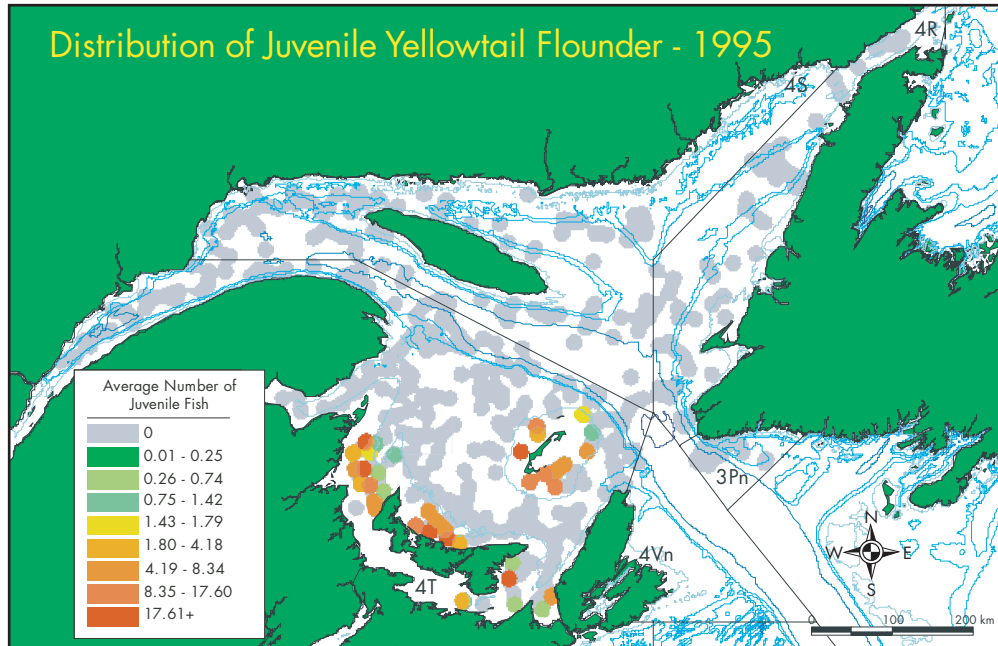 Distribution of Juvenile Yellowtail Flounder - 1995
4R
4S
Average Number of
Juvenile Fish
0
0.01 - 0.25
0.26 - 0.74
0.75 - 1.42
1.43 - 1.79
1.80 - 4.18
4.19 - 8.34
8.35 - 17.60
17.61+
3Pn
4Vn
4T
N
W
E
S
0
100
200 km